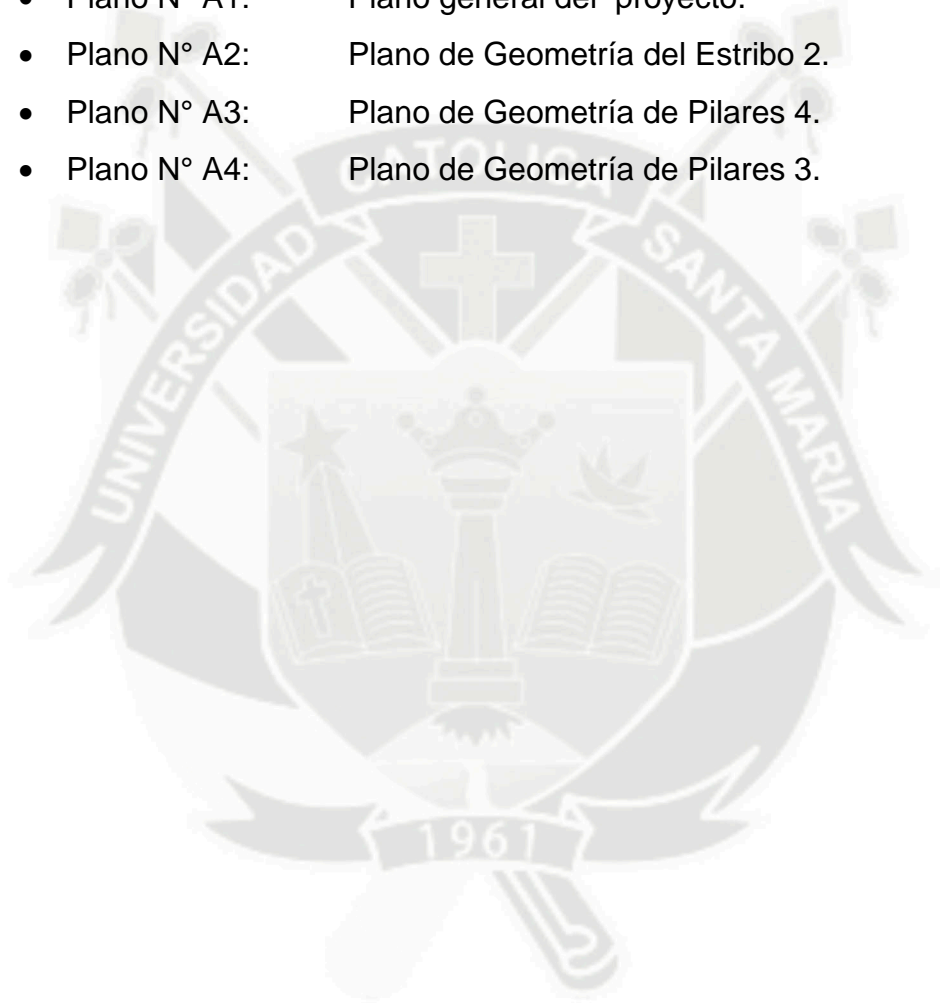 • Plano N° A1: Plano general del proyecto.
• Plano N° A2: Plano de Geometría del Estribo 2.
• Plano N° A3: Plano de Geometría de Pilares 4.
• Plano N° A4: Plano de Geometría de Pilares 3.
UNIVERSIDAD CATOLICA SANTA MARIA
1961